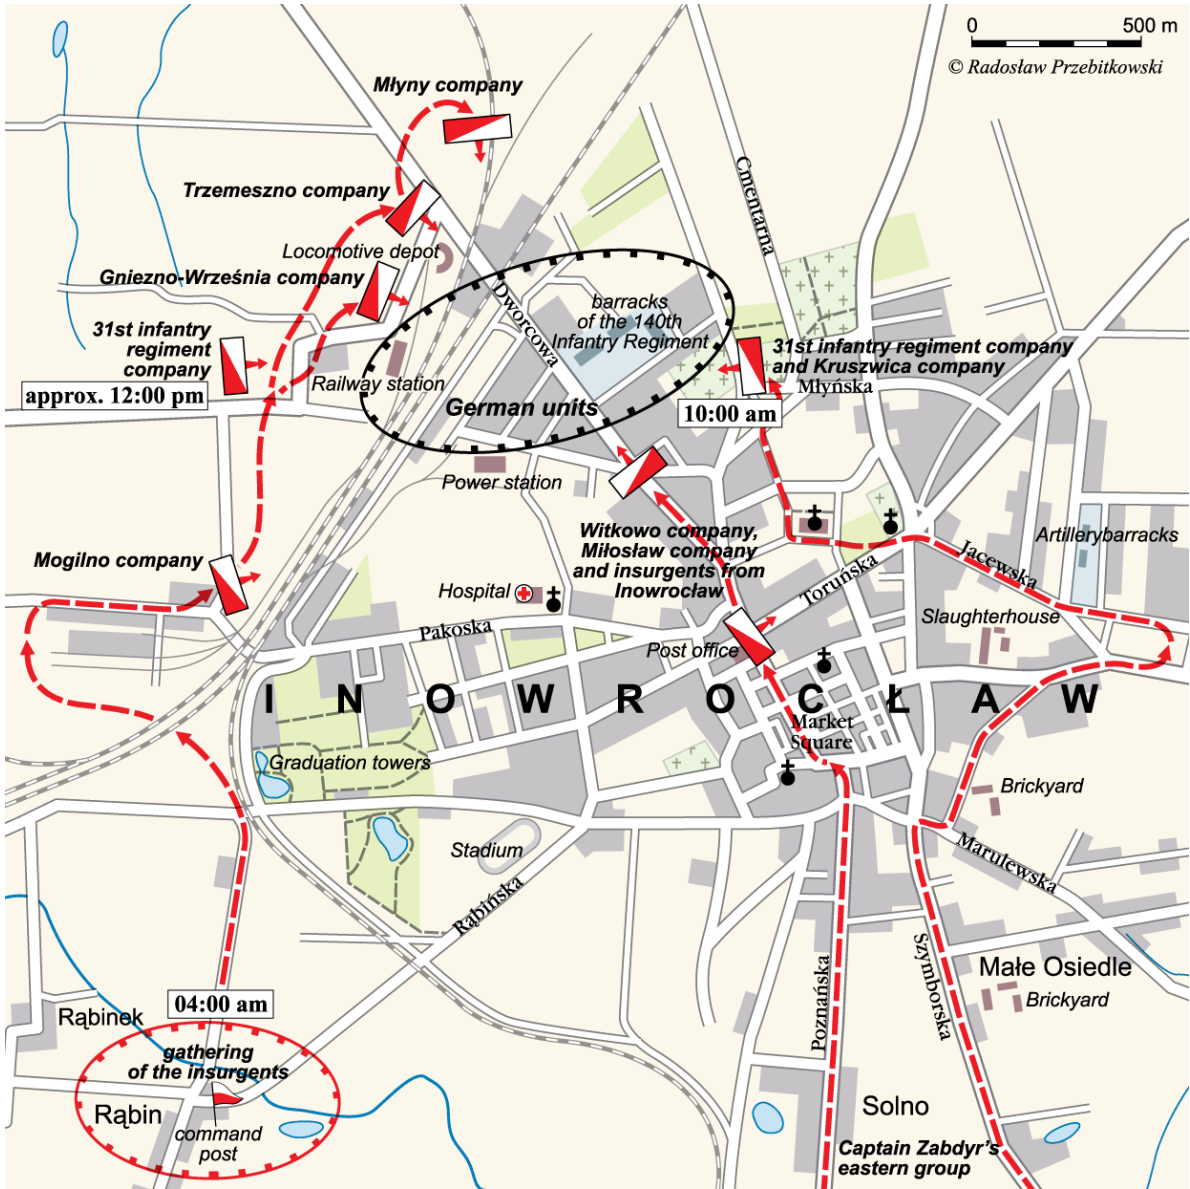 0 500 m
© Radosław Przebitkowski
Młyny company
Trzemeszno company
Cmentarna
Locomotive depot
Gniezno-Września company
Dworcowa
barracks
of the 140th
Infantry Regiment
31st infantry
regiment
company
31st infantry regiment company
and Kruszwica company
Młyńska
approx. 12:00 pm
Railway station
German units
10:00 am
Power station
Witkowo company,
Miłosław company
and insurgents from
Inowrocław
Artillerybarracks
Jacewska
Mogilno company
Toruńska
Hospital
Pakoska
Slaughterhouse
Post office
INOWROCŁAW
Market
Square
Graduation towers
Brickyard
Stadium
Marulewska
Rąbińska
Poznańska
Szymborska
Małe Osiedle
Brickyard
04:00 am
Rąbinek
gathering
of the insurgents
Rąbin
command
post
Solno
Captain Zabdyr's
eastern group